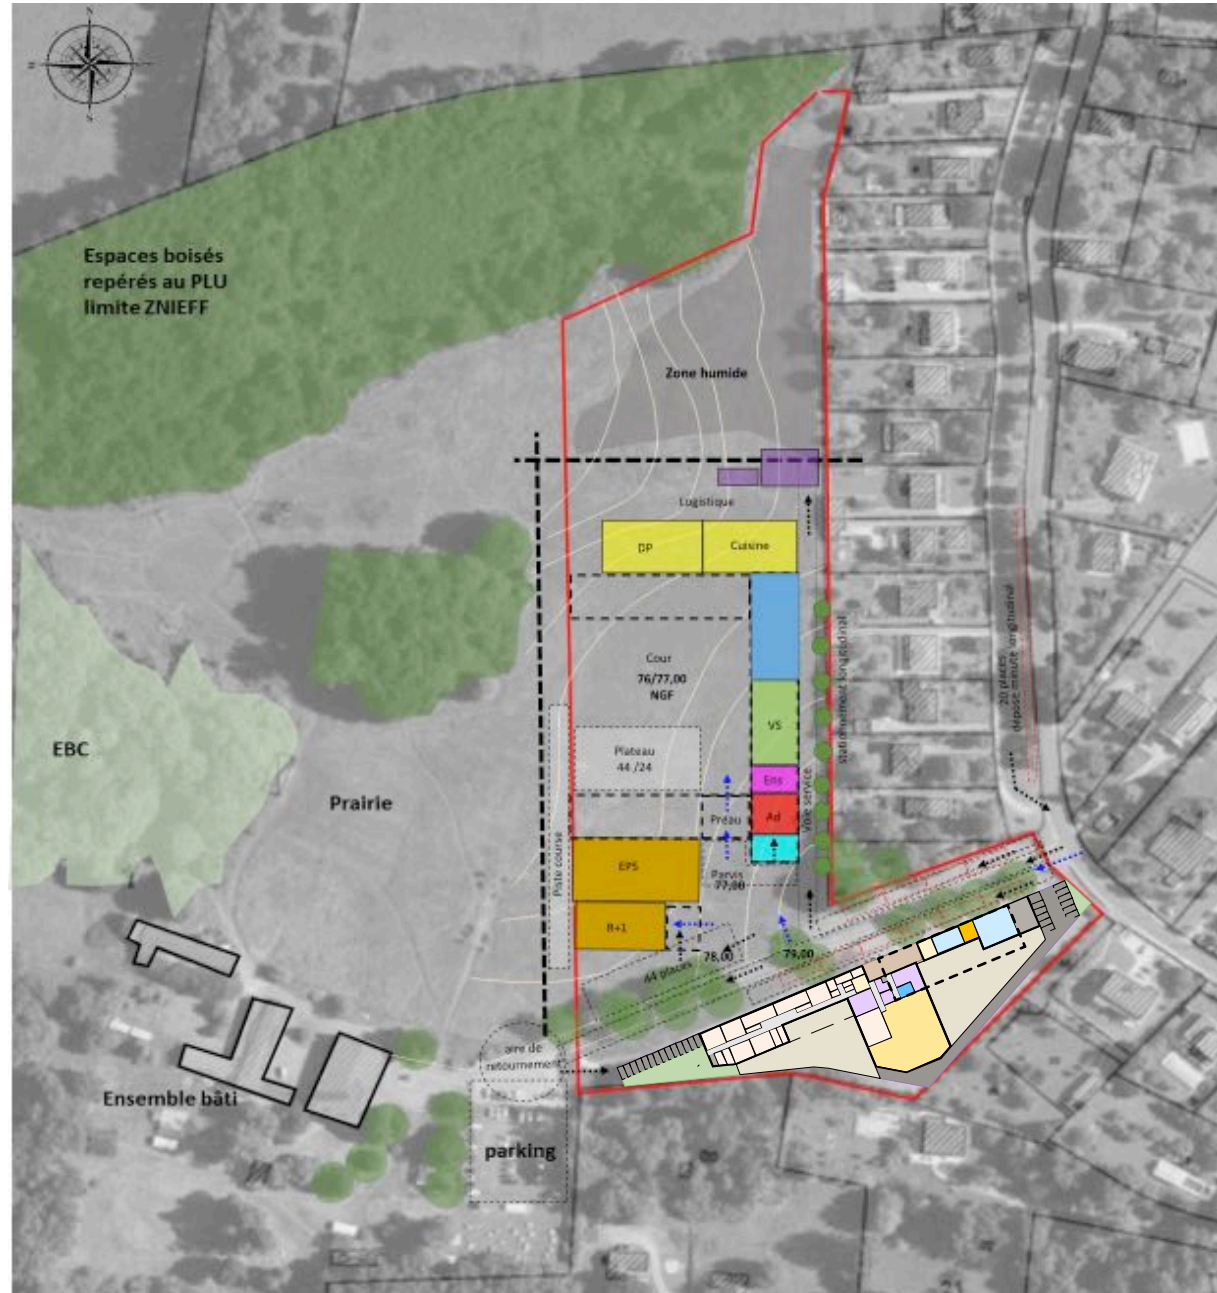 N
S
Espaces boisés
repérés au PLU
limite ZNIEFF
Zone humide
Logistique
DP
Cuisine
Cour
76/77,00
NGF
VS
stationnement longitudinal
20 places
dépose minute longitudinal
EBC
Plateau
44 /24
Ens
Prairie
Préau
Ad
Voie service
EPS
Piste course
Parvis
77,00
R+1
78,00
79,00
44 places
aire de
retournement
Ensemble bâti
parking